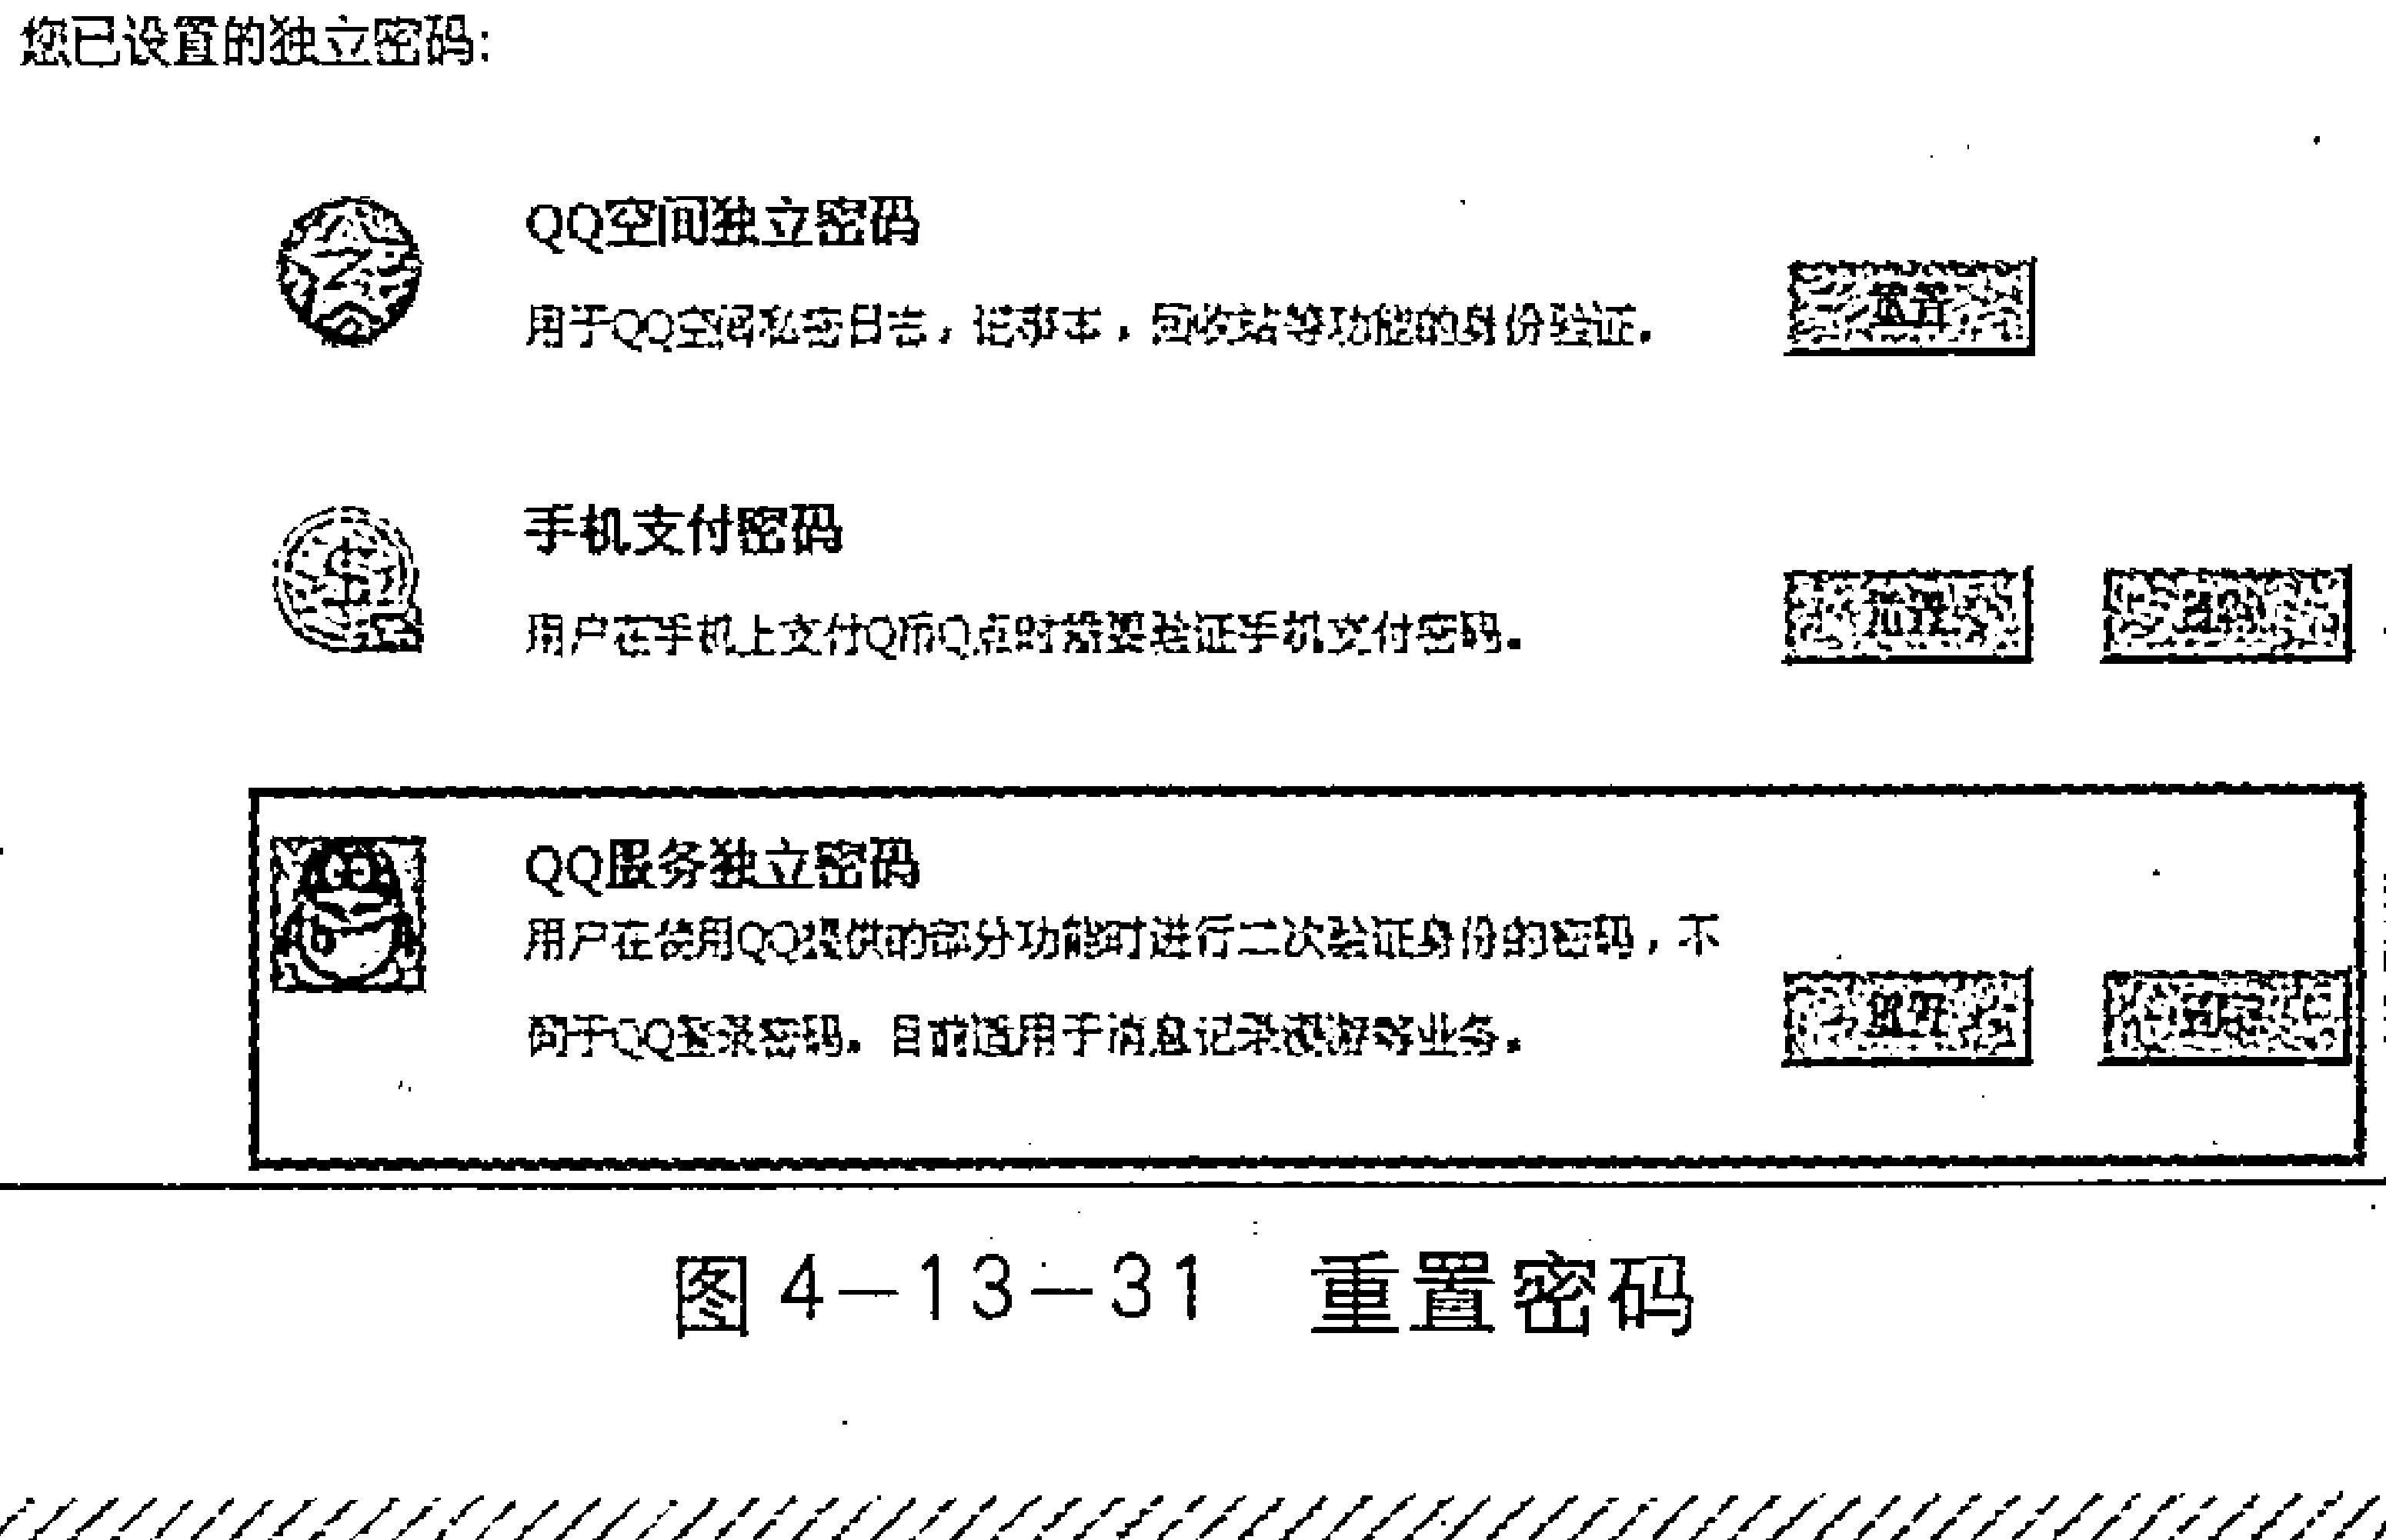 您已设置的独立密码:
QQ空间独立密码
用于QQ空间私密日志，记事本，回收站等功能的身份验证。
手机支付密码
用户在手机上支付Q币Q点时需要验证手机支付密码。
QQ服务独立密码
用户在使用QQ提供的部分功能时进行二次验证身份的密码，不
同于QQ登录密码。目前适用于消息记录漫游等业务。
图4-13-31 重置密码